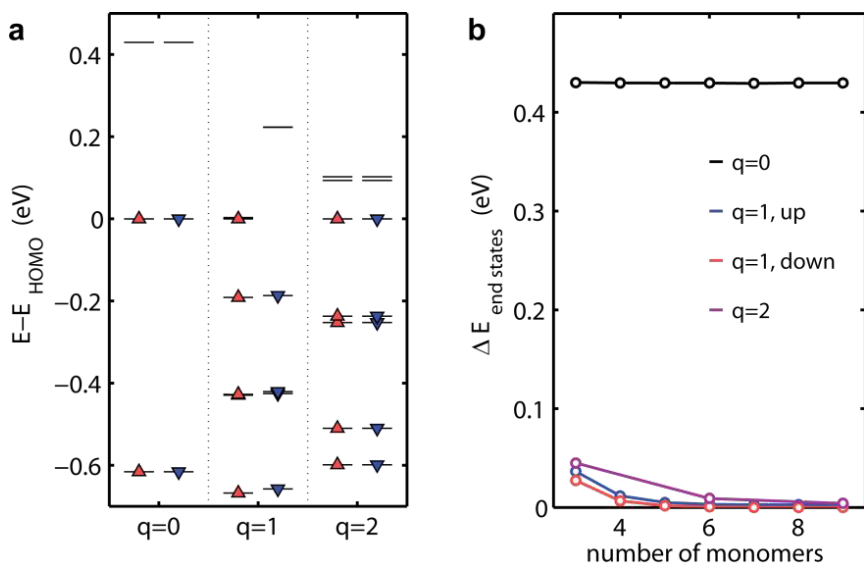 a
E−E HOMO (eV)
0.4
0.2
0
−0.2
−0.4
−0.6
q=0
q=1
q=2
b
Δ E end states (eV)
0.4
0.3
0.2
0.1
0
q=0
q=1, up
q=1, down
q=2
4
6
8
number of monomers